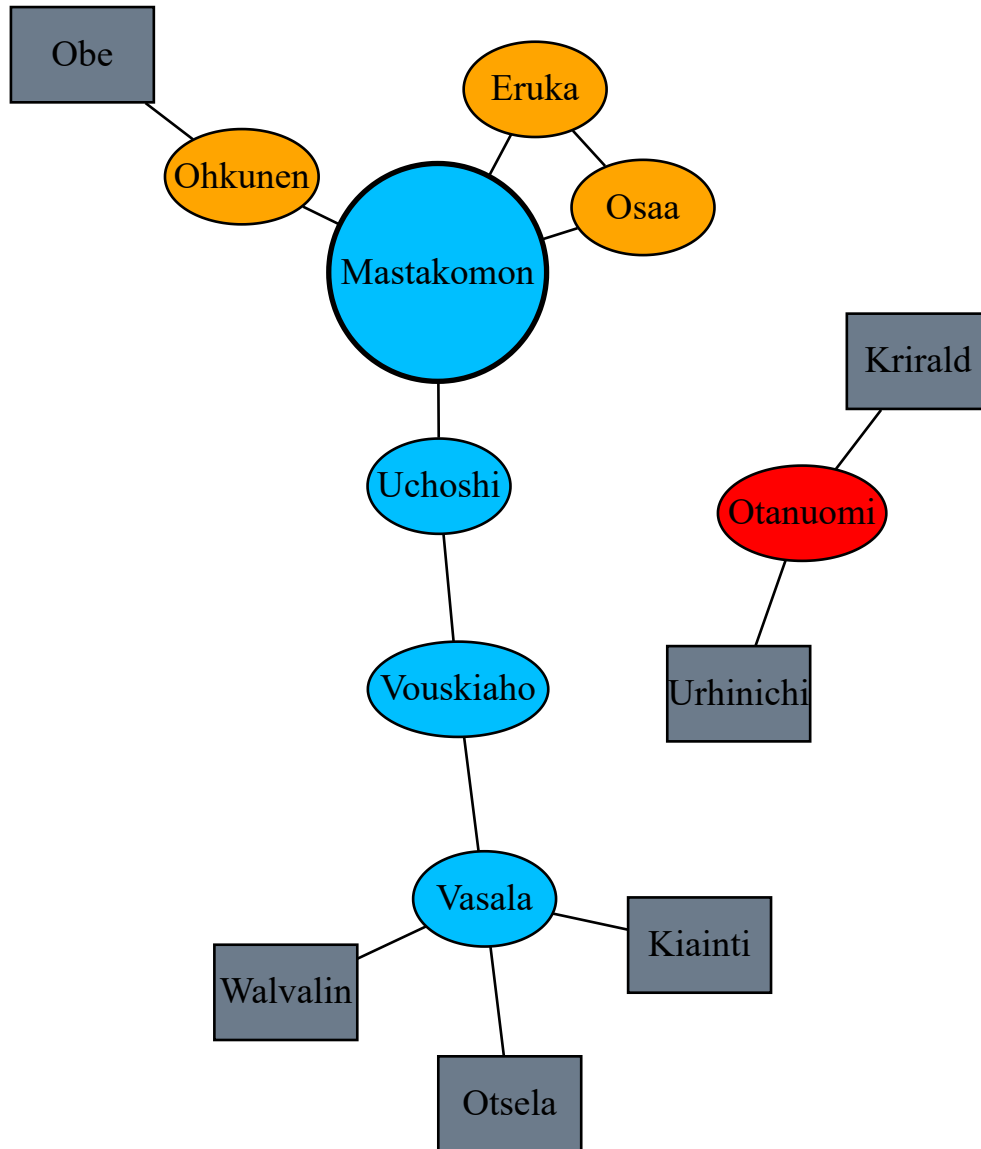 Obe
Eruka
Ohkunen
Osaa
Mastakomon
Krirald
Uchoshi
Otanuomi
Vouskiaho
Urhinichi
Vasala
Kiainti
Walvalin
Otsela